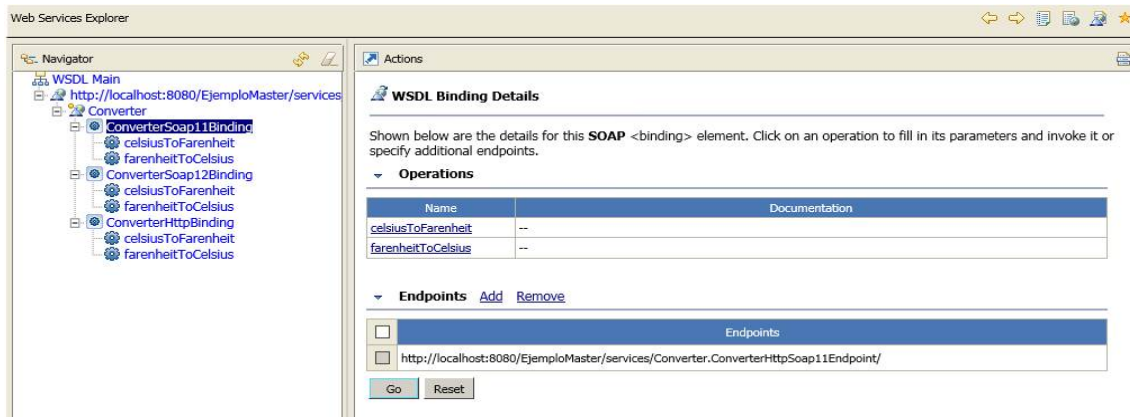 Web Services Explorer
Navigator
WSDL Main
http://localhost:8080/EjemploMaster/services
Converter
ConverterSoap11Binding
celsiusToFarenheit
farenheitToCelsius
ConverterSoap12Binding
celsiusToFarenheit
farenheitToCelsius
ConverterHttpBinding
celsiusToFarenheit
farenheitToCelsius
Actions
WSDL Binding Details
Shown below are the details for this SOAP <binding> element. Click on an operation to fill in its parameters and invoke it or
specify additional endpoints.
Operations
Name Documentation
celsiusToFarenheit --
farenheitToCelsius --
Endpoints Add Remove
Endpoints
http://localhost:8080/EjemploMaster/services/Converter.ConverterHttpSoap11Endpoint/
Go Reset